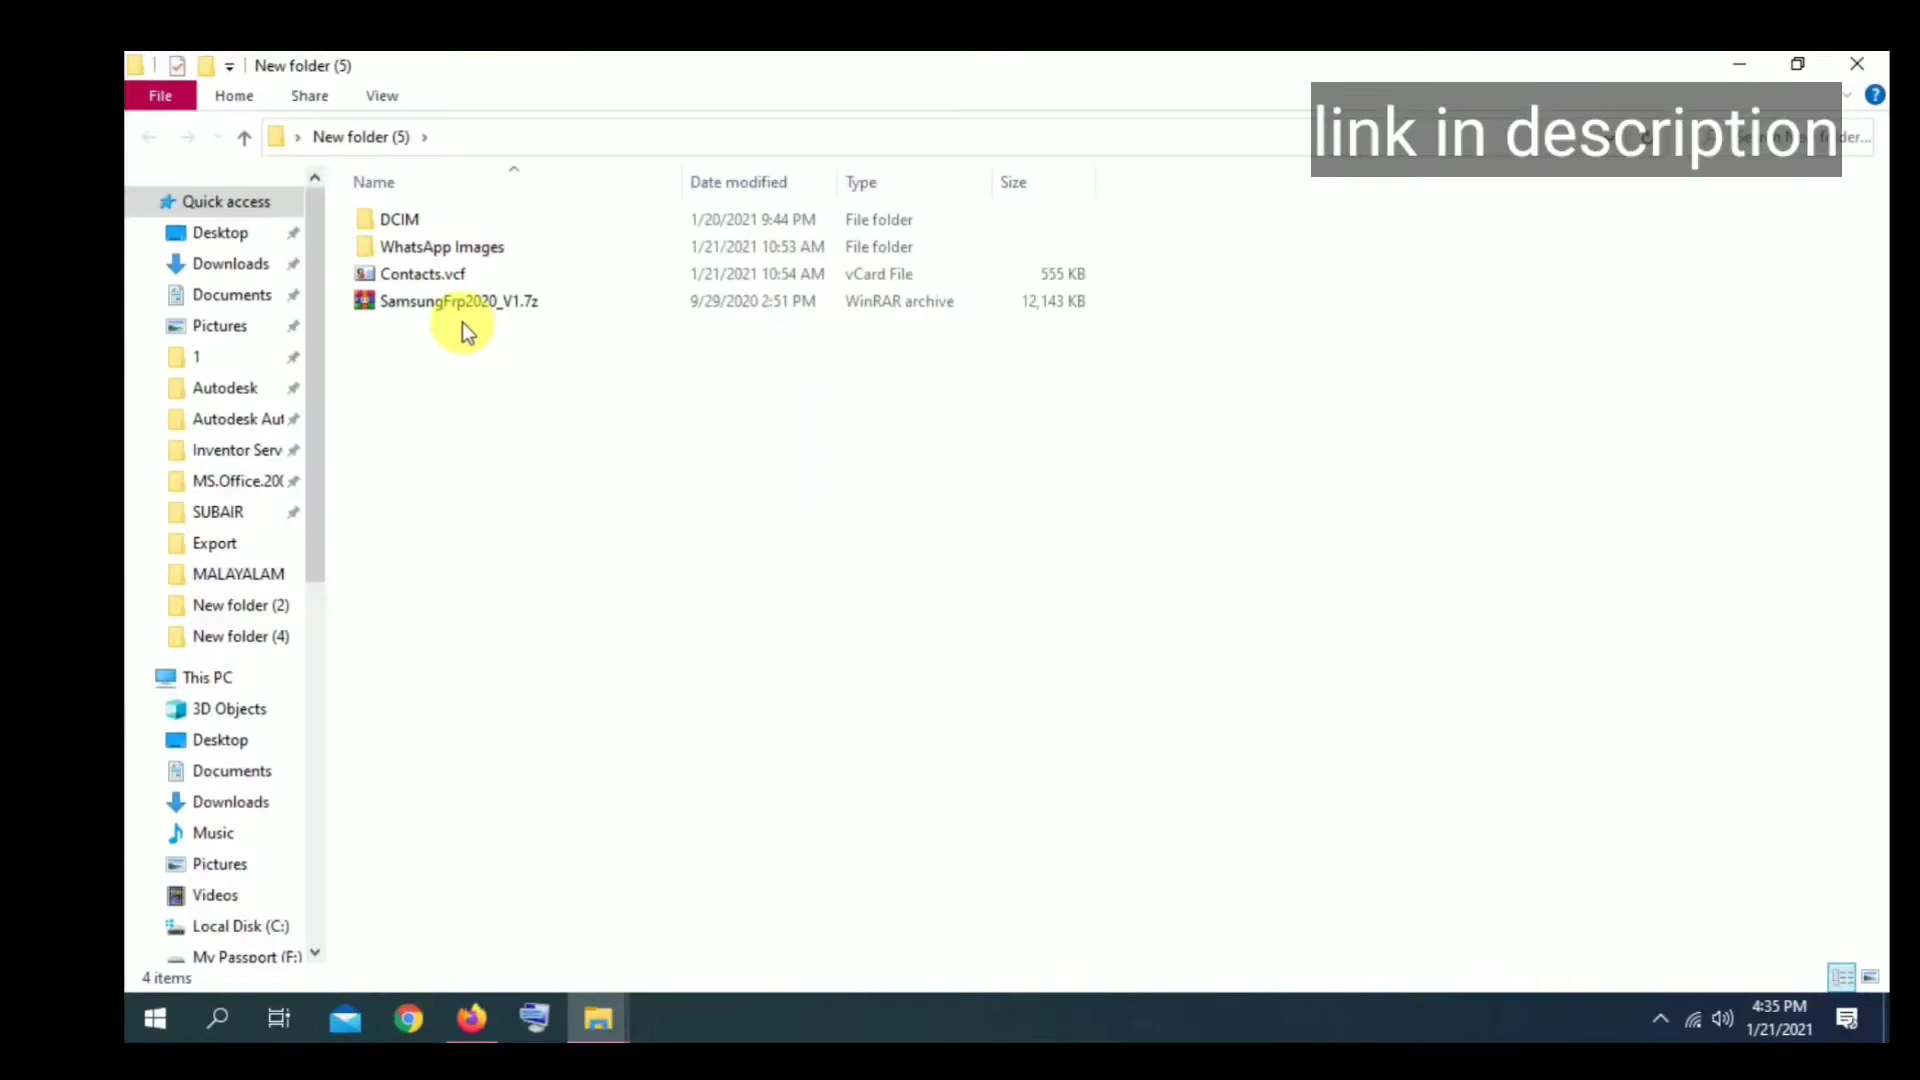 New folder (5)
File Home Share View
link in description
New folder (5)
Name Date modified Type Size
DCIM 1/20/2021 9:44 PM File folder
WhatsApp Images 1/21/2021 10:53 AM File folder
Contacts.vcf 1/21/2021 10:54 AM vCard File 555 KB
SamsungFrp2020_V1.7z 9/29/2020 2:51 PM WinRAR archive 12,143 KB
Quick access
Desktop
Downloads
Documents
Pictures
1
Autodesk
Autodesk Aut
Inventor Serv
MS.Office.200
SUBAIR
Export
MALAYALAM
New folder (2)
New folder (4)
This PC
3D Objects
Desktop
Documents
Downloads
Music
Pictures
Videos
Local Disk (C:)
My Passport (F:)
4 items
4:35 PM
1/21/2021